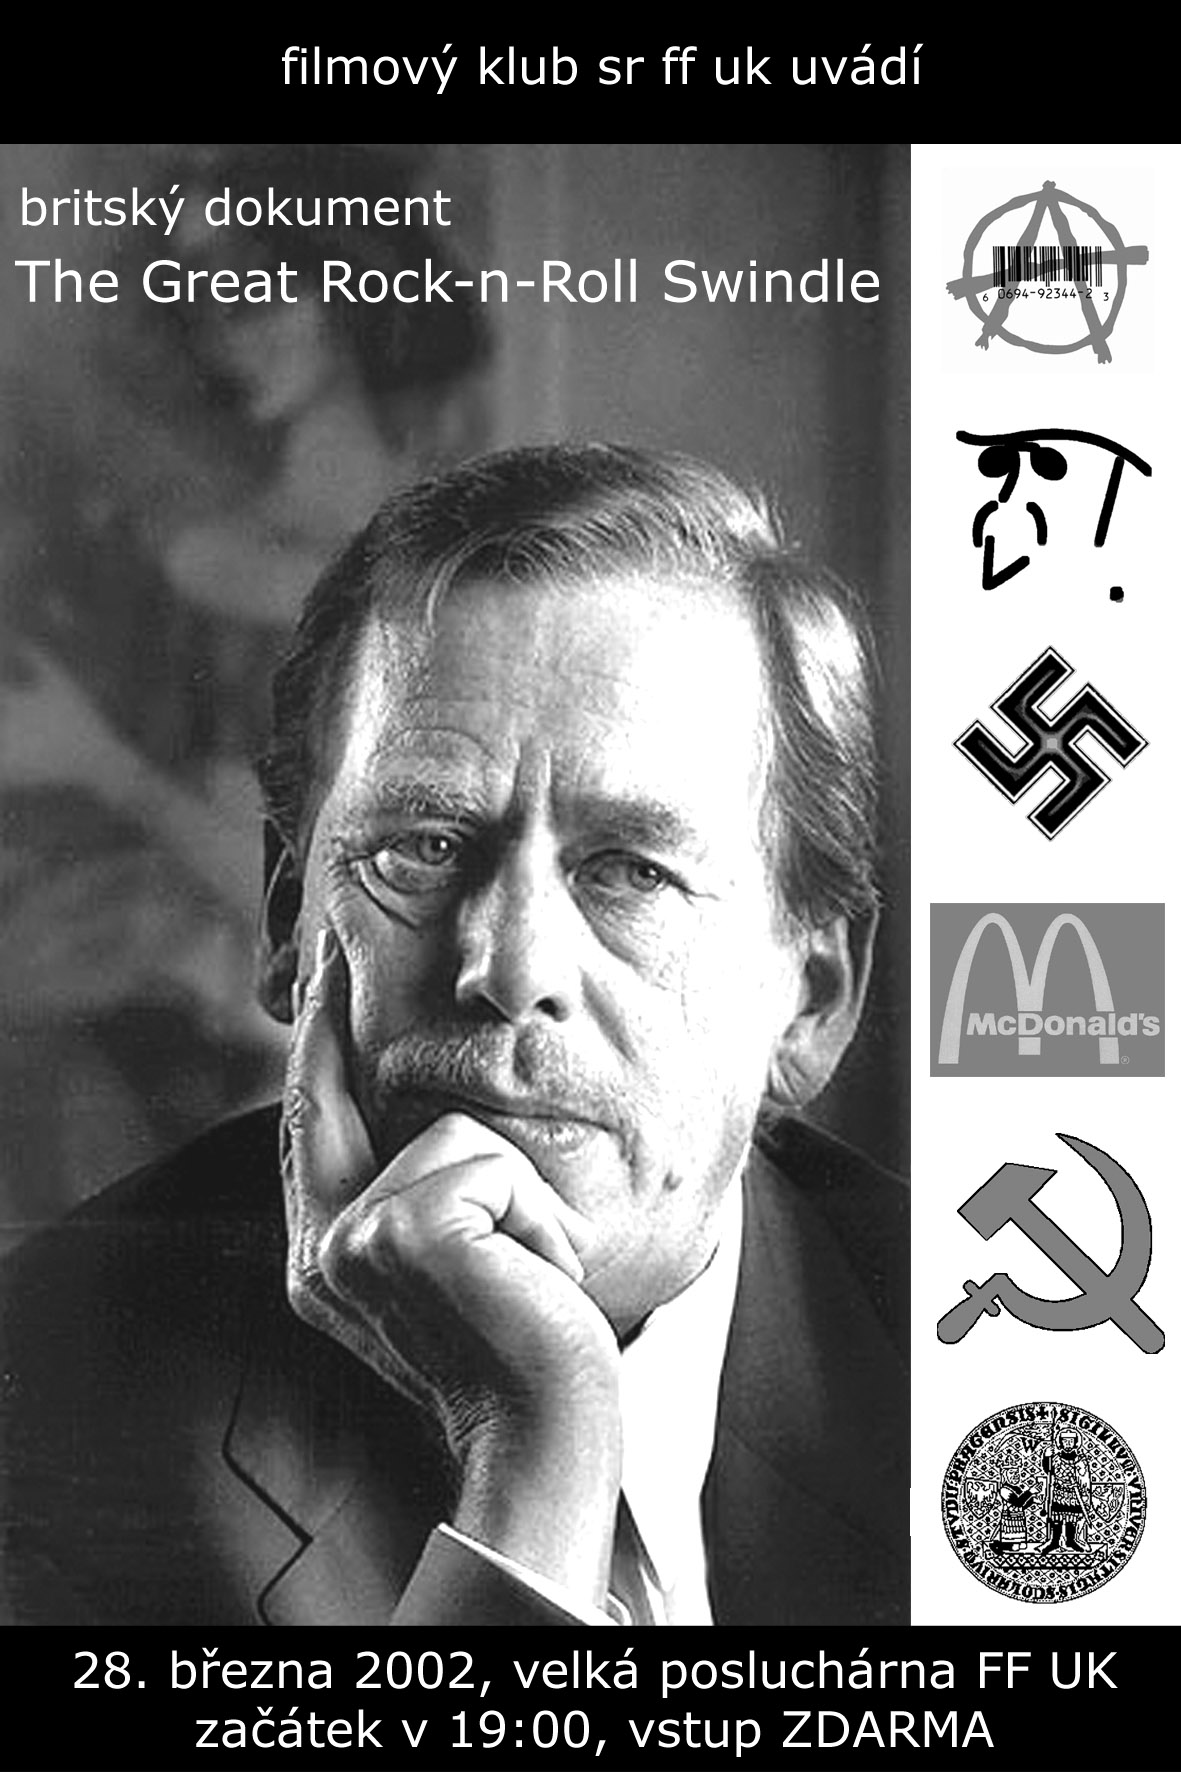 filmový klub sr ff uk uvádí
britský dokument
The Great Rock-n-Roll Swindle
6 0694-92344-2 3
McDonald's
®
28. března 2002, velká posluchárna FF UK
začátek v 19:00, vstup ZDARMA